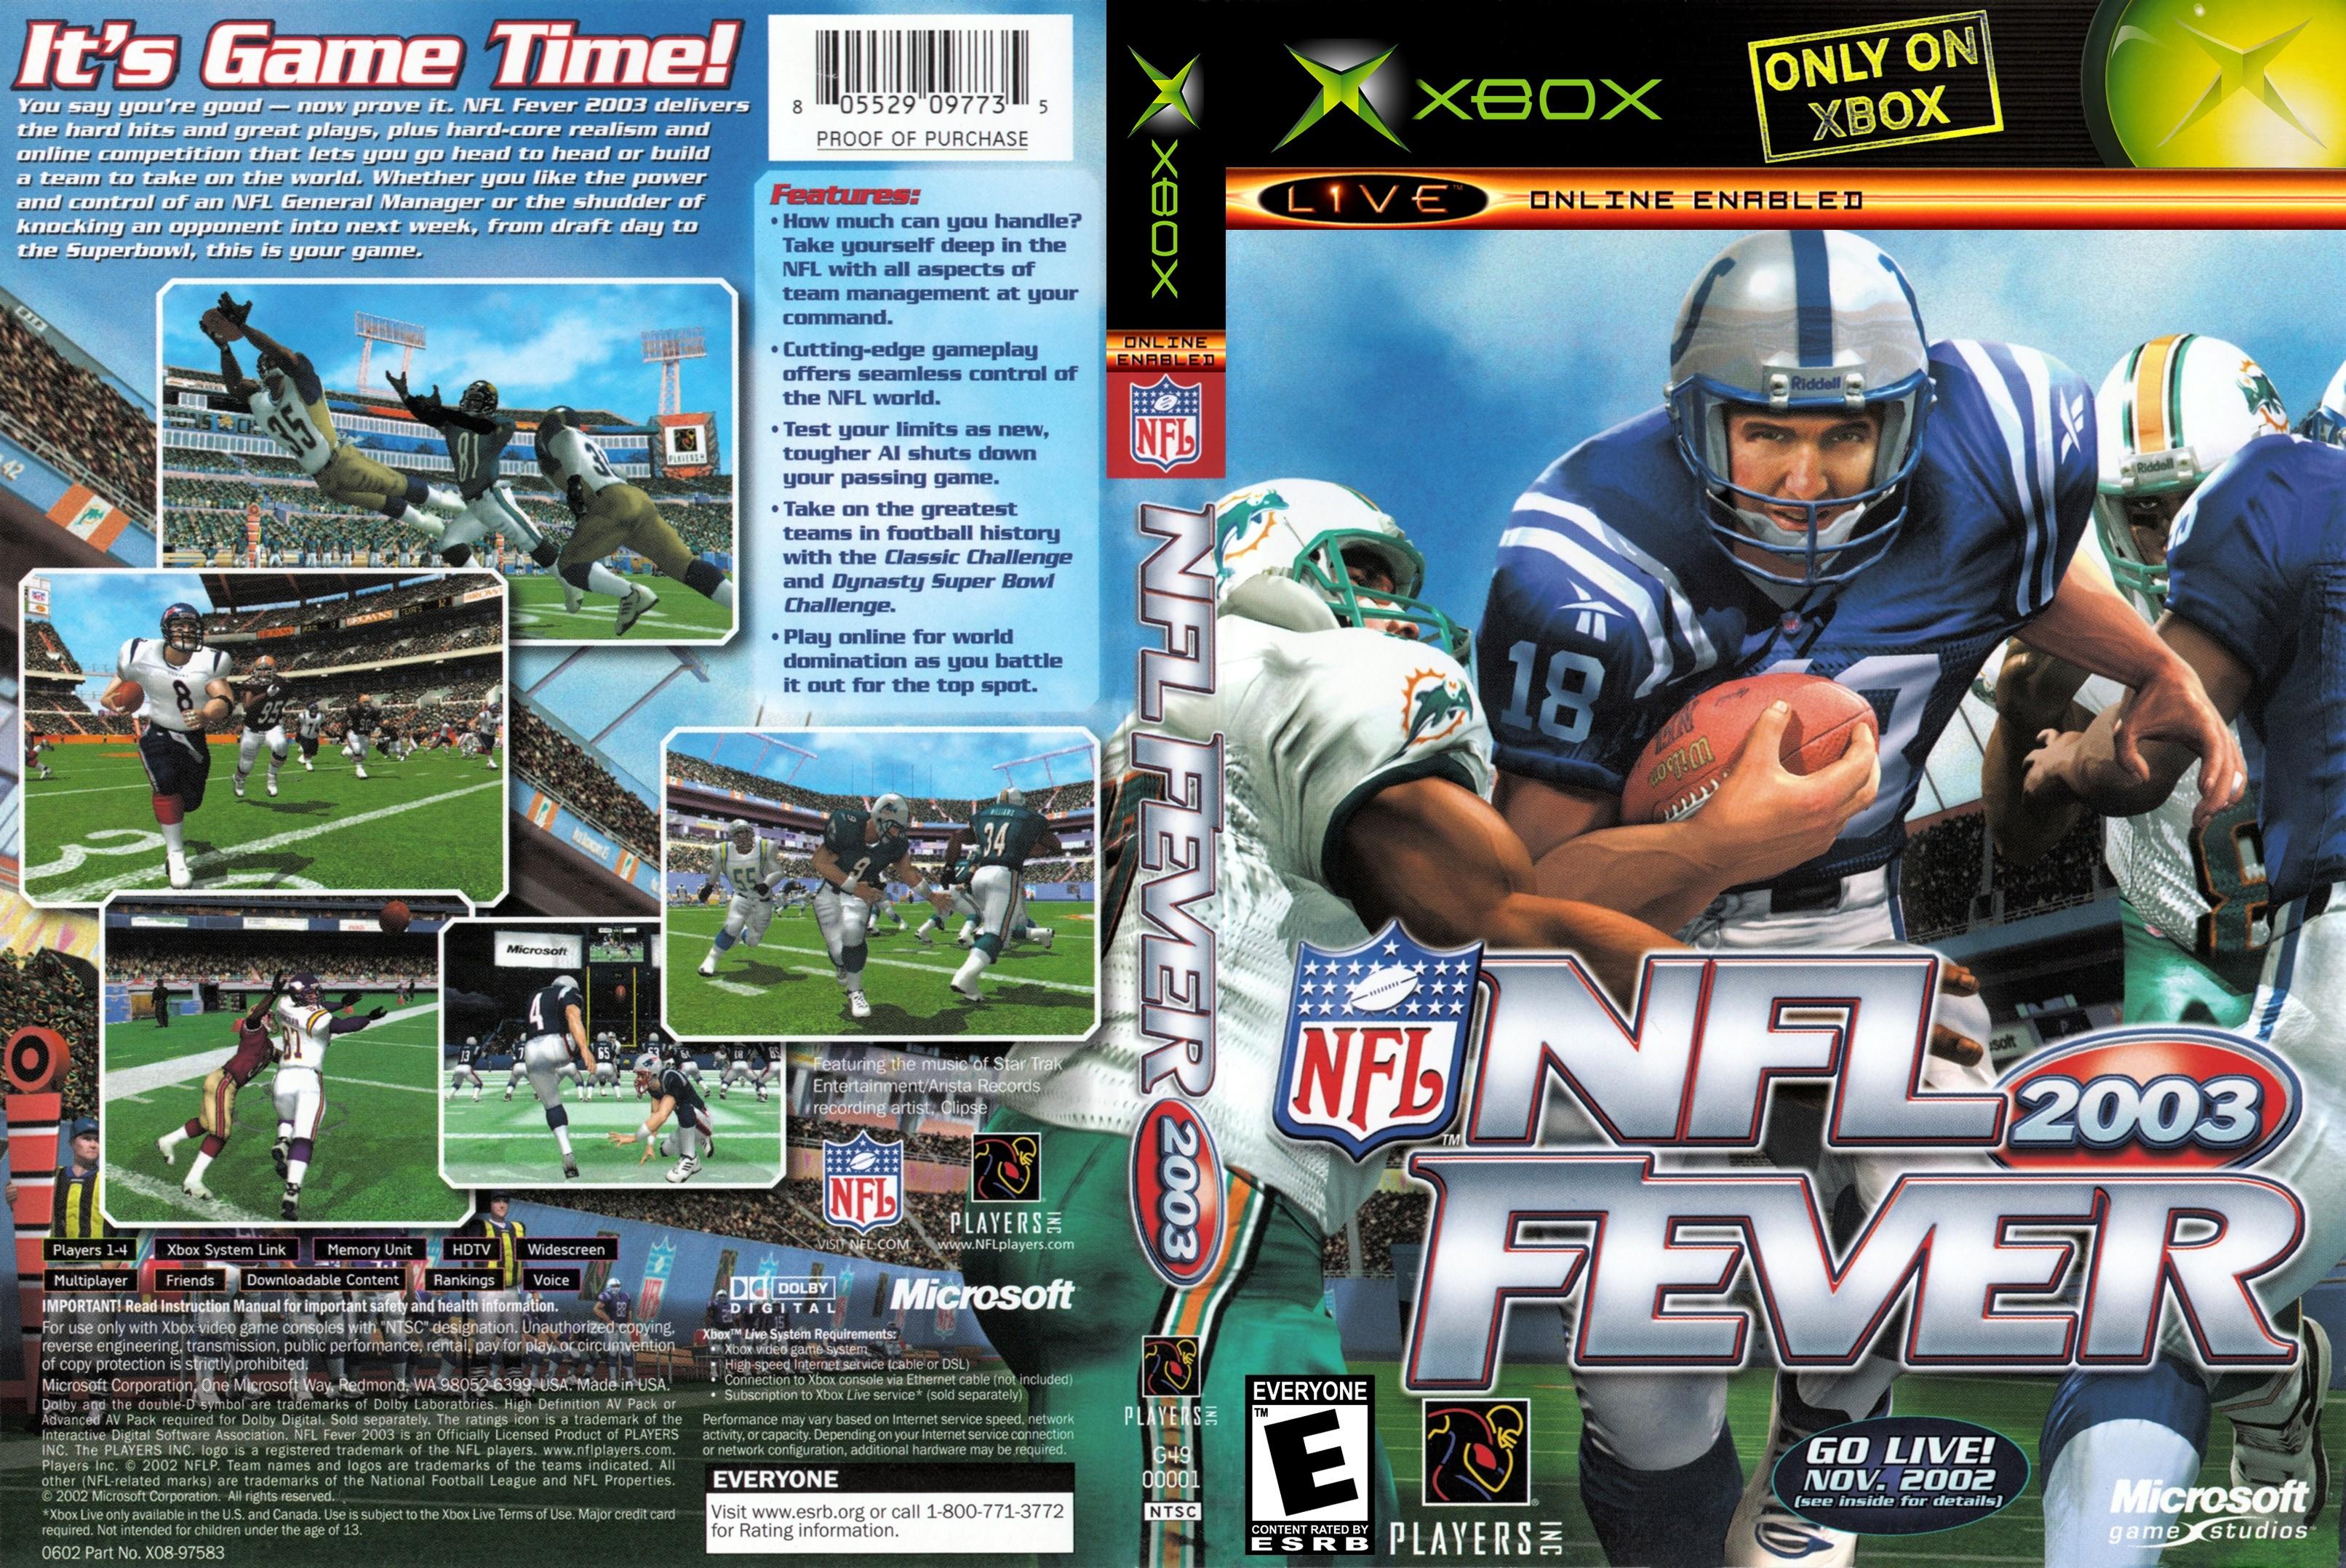 It's Game Time!
You say you're good — now prove it. NFL Fever 2003 delivers
the hard hits and great plays, plus hard-core realism and
online competition that lets you go head to head or build
a team to take on the world. Whether you like the power
and control of an NFL General Manager or the shudder of
knocking an opponent into next week, from draft day to
the Superbowl, this is your game.
8 05529 09773 5
PROOF OF PURCHASE
Features:
• How much can you handle?
Take yourself deep in the
NFL with all aspects of
team management at your
command.
• Cutting-edge gameplay
offers seamless control of
the NFL world.
• Test your limits as new,
tougher AI shuts down
your passing game.
• Take on the greatest
teams in football history
with the Classic Challenge
and Dynasty Super Bowl
Challenge.
• Play online for world
domination as you battle
it out for the top spot.
35
81
PLAYERS
8
95
55
9
WILLIAMS
34
87
Microsoft
4
65
Featuring the music of Star Trak
Entertainment/Arista Records
recording artist, Clipse
NFL
VISIT NFL.COM
PLAYERS INC
www.NFLplayers.com
Players 1-4
Xbox System Link
Memory Unit
HDTV
Widescreen
Multiplayer
Friends
Downloadable Content
Rankings
Voice
DOLBY
DIGITAL
Microsoft
IMPORTANT! Read Instruction Manual for important safety and health information.
For use only with Xbox video game consoles with "NTSC" designation. Unauthorized copying,
reverse engineering, transmission, public performance, rental, pay for play, or circumvention
of copy protection is strictly prohibited.
Microsoft Corporation, One Microsoft Way, Redmond, WA 98052-6399, USA. Made in USA.
Dolby and the double-D symbol are trademarks of Dolby Laboratories. High Definition AV Pack or
Advanced AV Pack required for Dolby Digital. Sold separately. The ratings icon is a trademark of the
Interactive Digital Software Association. NFL Fever 2003 is an Officially Licensed Product of PLAYERS
INC. The PLAYERS INC. logo is a registered trademark of the NFL players. www.nflplayers.com.
Players Inc. © 2002 NFLP. Team names and logos are trademarks of the teams indicated. All
other (NFL-related marks) are trademarks of the National Football League and NFL Properties.
© 2002 Microsoft Corporation. All rights reserved.
*Xbox Live only available in the U.S. and Canada. Use is subject to the Xbox Live Terms of Use. Major credit card
required. Not intended for children under the age of 13.
0602 Part No. X08-97583
Xbox™ Live System Requirements:
• Xbox video game system
• High-speed Internet service (cable or DSL)
• Connection to Xbox console via Ethernet cable (not included)
• Subscription to Xbox Live service* (sold separately)
Performance may vary based on Internet service speed, network
activity, or capacity. Depending on your Internet service connection
or network configuration, additional hardware may be required.
EVERYONE
Visit www.esrb.org or call 1-800-771-3772
for Rating information.
XBOX
ONLINE
ENABLED
NFL
NFL FEVER
2003
PLAYERS INC
G49
00001
NTSC
XBOX
ONLY ON
XBOX
LIVE™
ONLINE ENABLED
Riddell
Riddell
18
Wilson
NFL
TM
NFL
2003
FEVER
EVERYONE
TM
E
CONTENT RATED BY
ESRB
PLAYERS INC
GO LIVE!
NOV. 2002
(see inside for details)
Microsoft
game studios